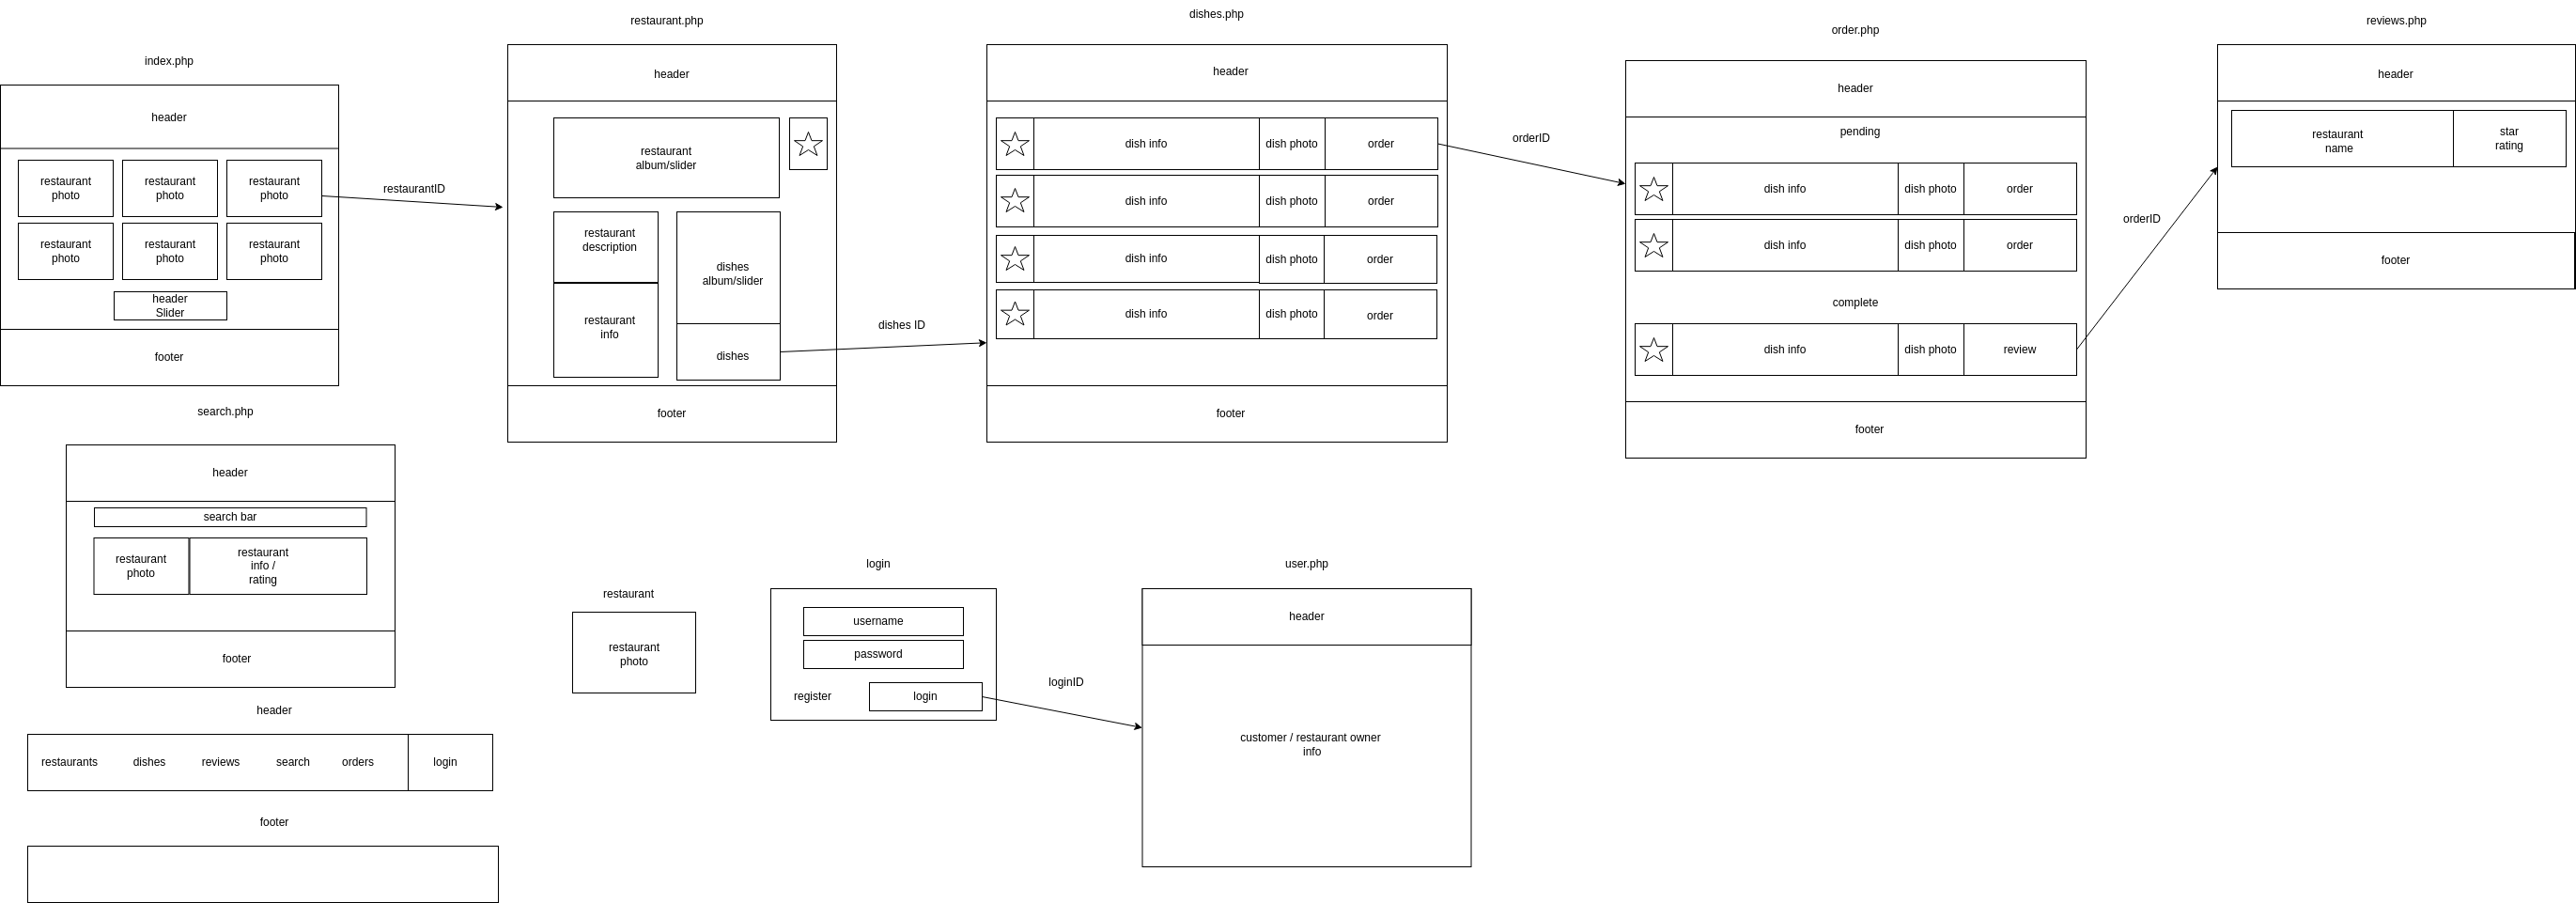 index.php
header
restaurant
photo
restaurant
photo
restaurant
photo
restaurant
photo
restaurant
photo
restaurant
photo
header
Slider
footer
restaurantID
restaurant.php
header
restaurant
album/slider
restaurant
description
restaurant
info
dishes
album/slider
dishes
footer
dishes ID
dishes.php
header
dish info
dish photo
order
dish info
dish photo
order
dish info
dish photo
order
dish info
dish photo
order
footer
orderID
order.php
header
pending
dish info
dish photo
order
dish info
dish photo
order
complete
dish info
dish photo
review
footer
orderID
reviews.php
header
restaurant
name
star
rating
footer
search.php
header
search bar
restaurant
photo
restaurant
info /
rating
footer
header
restaurants
dishes
reviews
search
orders
login
footer
restaurant
restaurant
photo
login
username
password
register
login
loginID
user.php
header
customer / restaurant owner
info